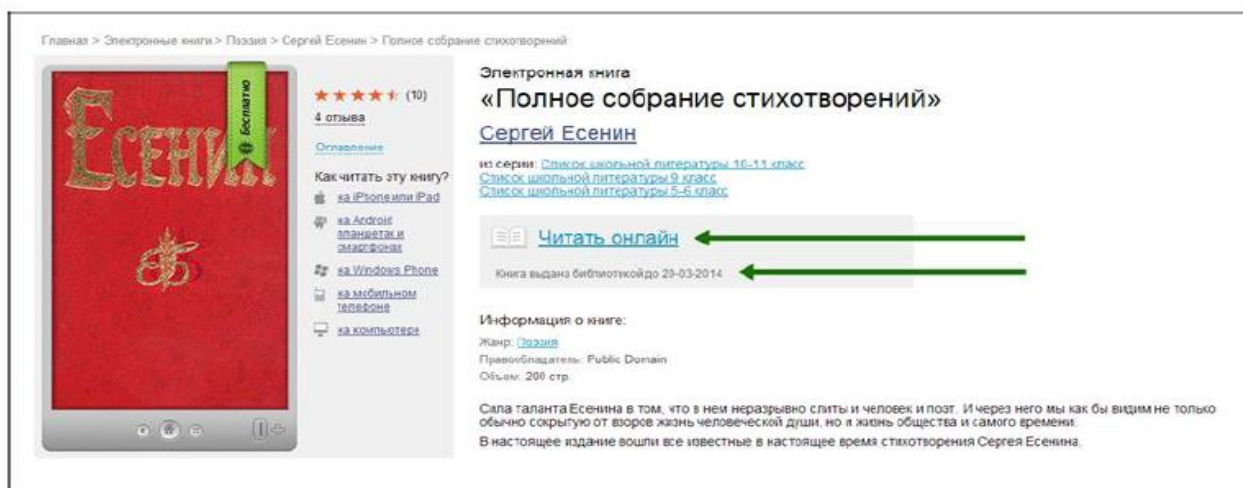 Главная > Электронные книги > Поэзия > Сергей Есенин > Полное собрание стихотворений
Есенин
Бесплатно
(10)
4 отзыва
Оглавление
Как читать эту книгу?
на iPhone или iPad
на Android
планшетах и
смартфонах
на Windows Phone
на мобильном
телефоне
на компьютере
Электронная книга
«Полное собрание стихотворений»
Сергей Есенин
из серии: Список школьной литературы 10-11 класс
Список школьной литературы 9 класс
Список школьной литературы 5-6 класс
Читать онлайн
Книга выдана библиотекой до 29-03-2014
Информация о книге:
Жанр: Поэзия
Правообладатель: Public Domain
Объем: 200 стр.
Сила таланта Есенина в том, что в нем неразрывно слиты и человек и поэт. И через него мы как бы видим не только
обычно сокрытую от взоров жизнь человеческой души, но и жизнь общества и самого времени.
В настоящее издание вошли все известные в настоящее время стихотворения Сергея Есенина.